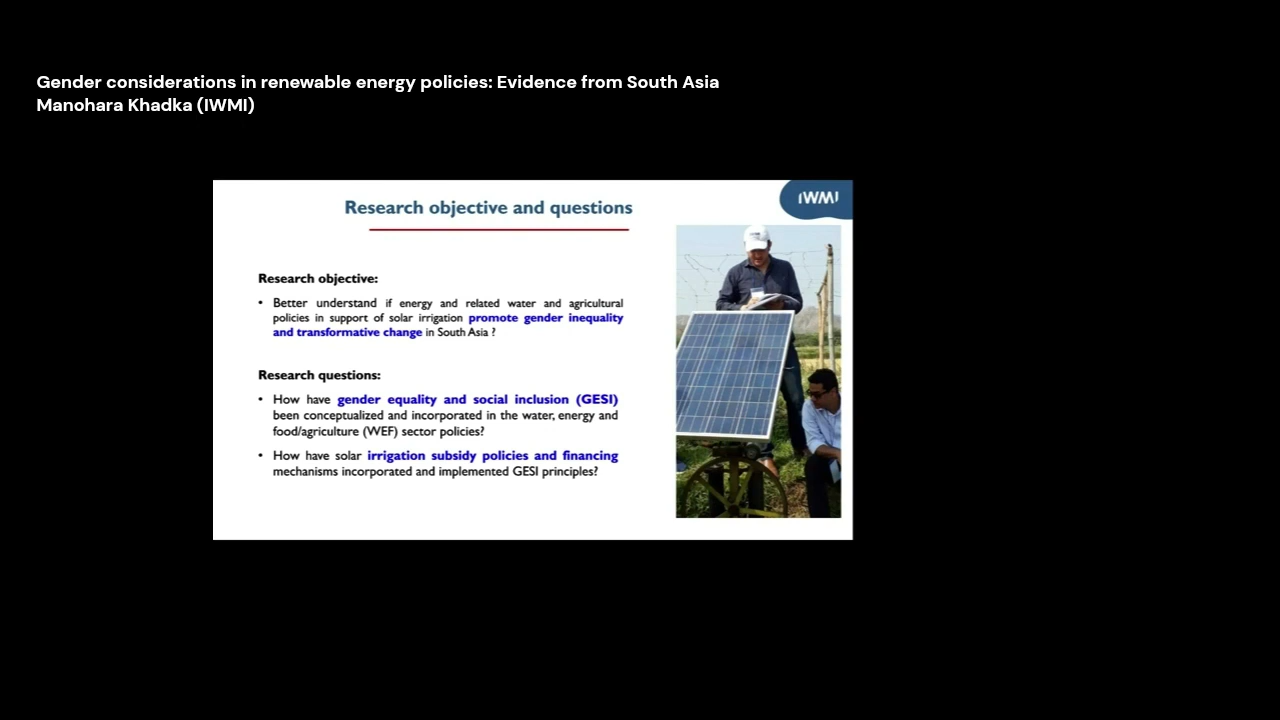 Gender considerations in renewable energy policies: Evidence from South Asia
Manohara Khadka (IWMI)
IWMI
Research objective and questions
Research objective:
• Better understand if energy and related water and agricultural
policies in support of solar irrigation promote gender inequality
and transformative change in South Asia ?
Research questions:
• How have gender equality and social inclusion (GESI)
been conceptualized and incorporated in the water, energy and
food/agriculture (WEF) sector policies?
• How have solar irrigation subsidy policies and financing
mechanisms incorporated and implemented GESI principles?